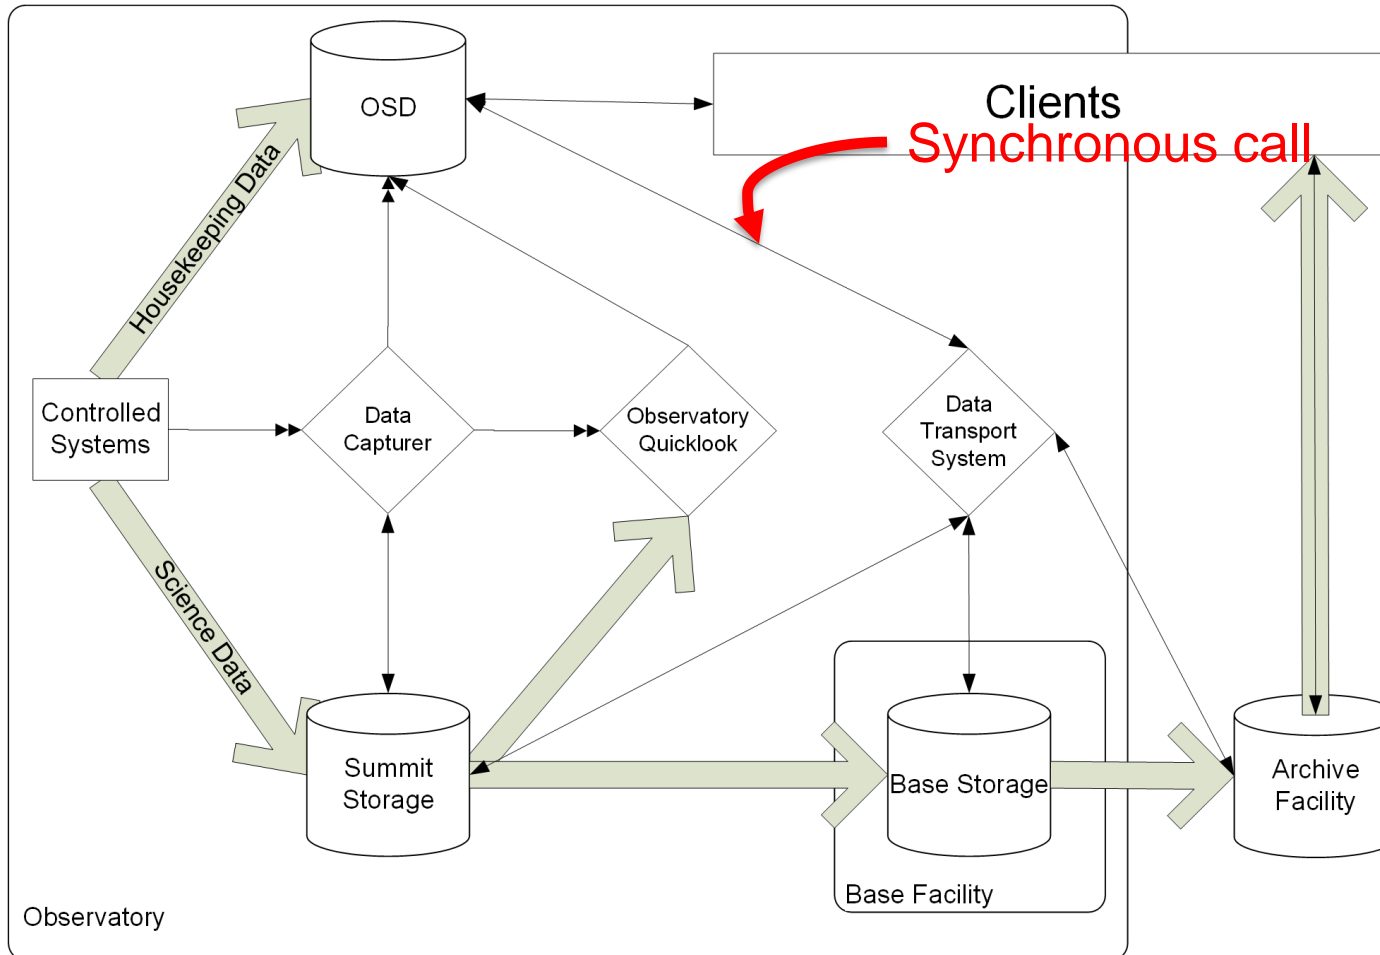 OSD
Clients
Synchronous call
Housekeeping Data
Controlled
Systems
Data
Capturer
Observatory
Quicklook
Data
Transport
System
Science Data
Summit
Storage
Base Storage
Archive
Facility
Base Facility
Observatory